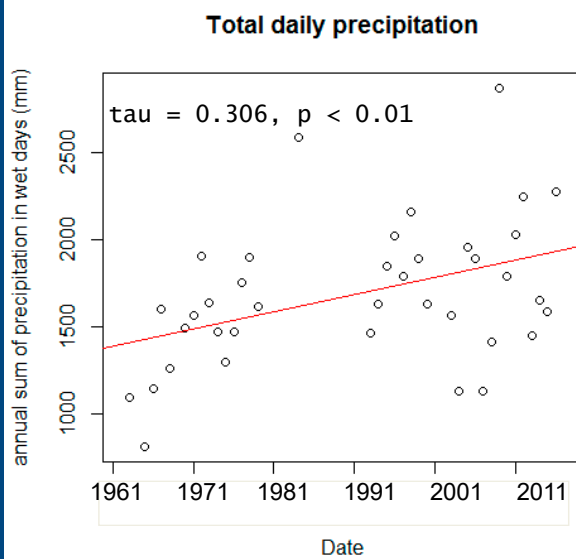 Total daily precipitation
tau = 0.306, p < 0.01
annual sum of precipitation in wet days (mm)
2500
2000
1500
1000
1961 1971 1981 1991 2001 2011
Date